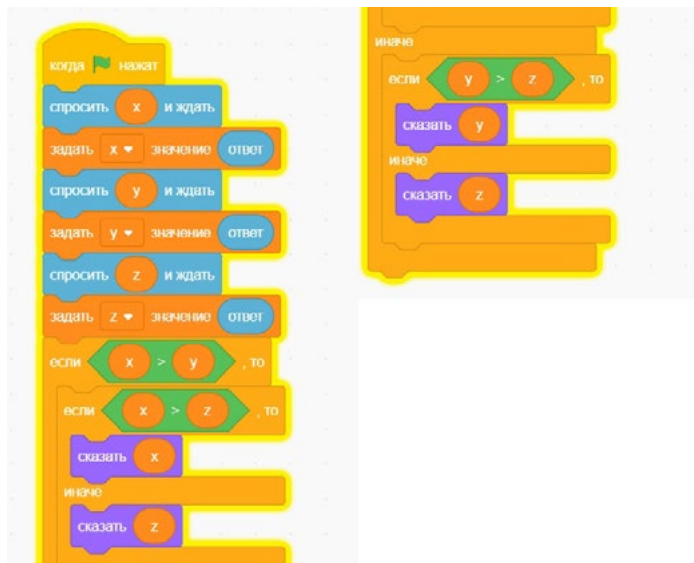 когда нажат
спросить x и ждать
задать x значение ответ
спросить y и ждать
задать y значение ответ
спросить z и ждать
задать z значение ответ
если x > y , то
если x > z , то
сказать x
иначе
сказать z
иначе
если y > z , то
сказать y
иначе
сказать z